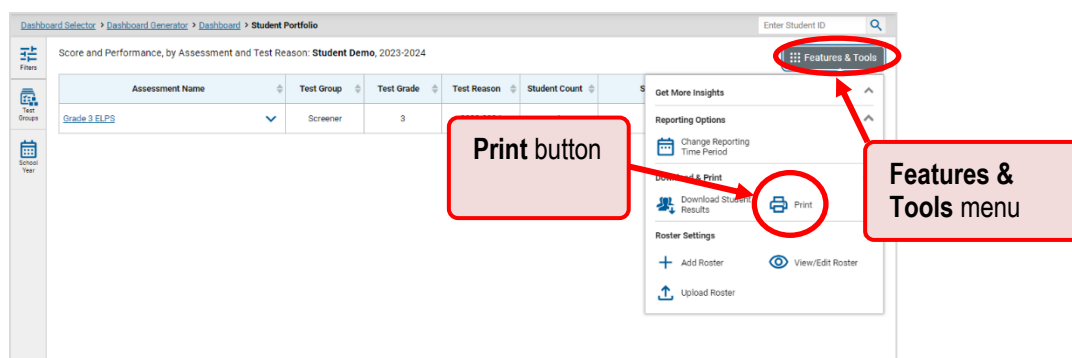 Dashboard Selector > Dashboard Generator > Dashboard > Student Portfolio
Enter Student ID
Filters
Score and Performance, by Assessment and Test Reason: Student Demo, 2023-2024
Features & Tools
Assessment Name
Test Group
Test Grade
Test Reason
Student Count
Grade 3 ELPS
Screener
3
Test
Groups
School
Year
Get More Insights
Reporting Options
Change Reporting
Time Period
Download & Print
Download Student
Results
Print
Roster Settings
Add Roster
View/Edit Roster
Upload Roster
Print button
Features &
Tools menu